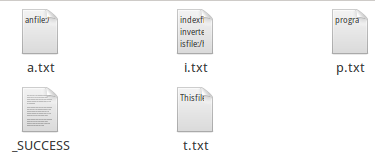 anfile:/
indexf
inverte
isfile:/
progra
a.txt
i.txt
p.txt
Thisfil
_SUCCESS
t.txt